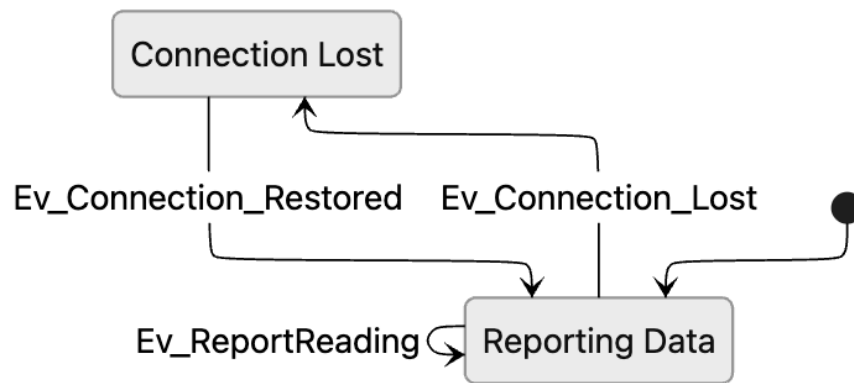 Connection Lost
Ev_Connection_Restored
Ev_Connection_Lost
Ev_ReportReading
Reporting Data